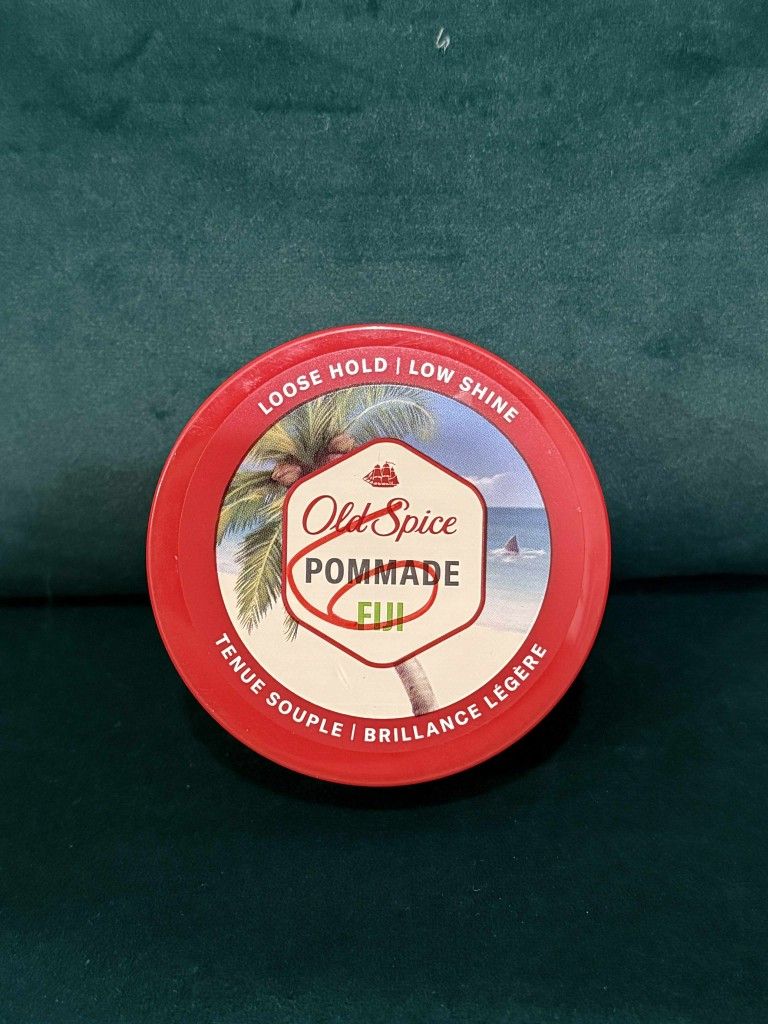 LOOSE HOLD | LOW SHINE
Old Spice
POMMADE
FIJI
TENUE SOUPLE | BRILLANCE LÉGÈRE